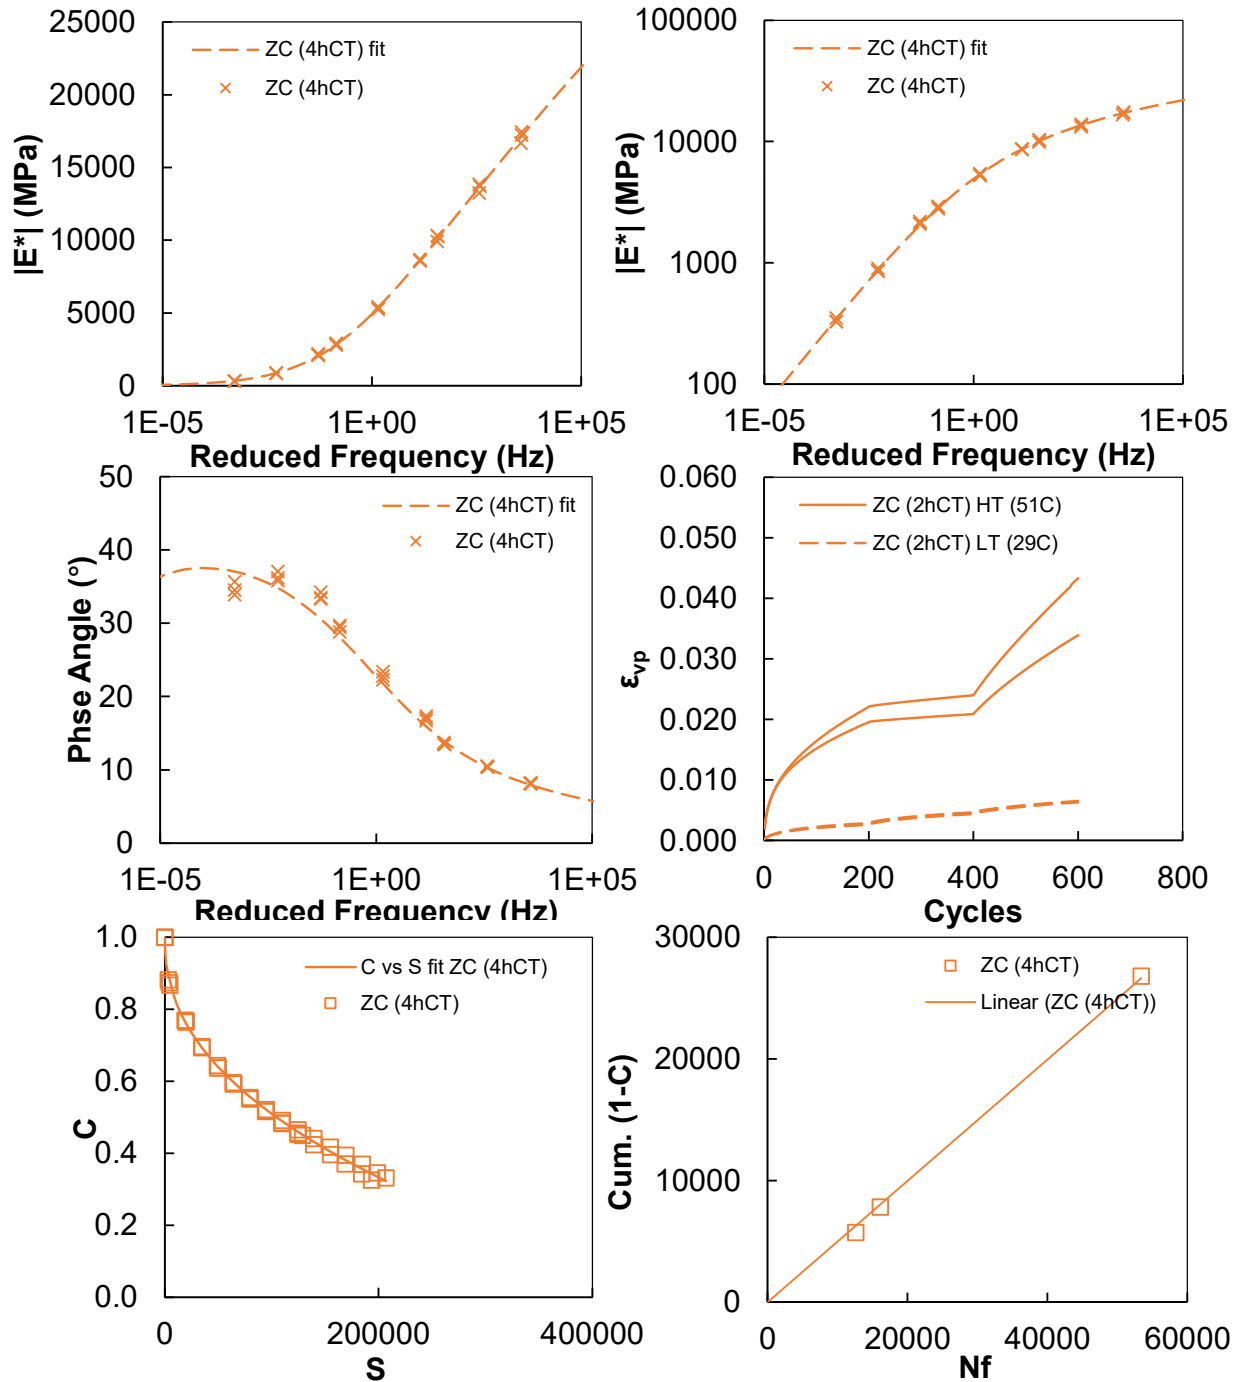 25000
20000
15000
10000
5000
0
|E*| (MPa)
ZC (4hCT) fit
ZC (4hCT)
1E-05
1E+00
1E+05
Reduced Frequency (Hz)
100000
10000
1000
100
|E*| (MPa)
ZC (4hCT) fit
ZC (4hCT)
1E-05
1E+00
1E+05
Reduced Frequency (Hz)
50
40
30
20
10
0
Phse Angle (°)
ZC (4hCT) fit
ZC (4hCT)
1E-05
1E+00
1E+05
Reduced Frequency (Hz)
0.060
0.050
0.040
0.030
0.020
0.010
0.000
εvp
ZC (2hCT) HT (51C)
ZC (2hCT) LT (29C)
0
200
400
600
800
Cycles
1.0
0.8
0.6
0.4
0.2
0.0
C
C vs S fit ZC (4hCT)
ZC (4hCT)
0
200000
400000
S
30000
20000
10000
0
Cum. (1-C)
ZC (4hCT)
Linear (ZC (4hCT))
0
20000
40000
60000
Nf